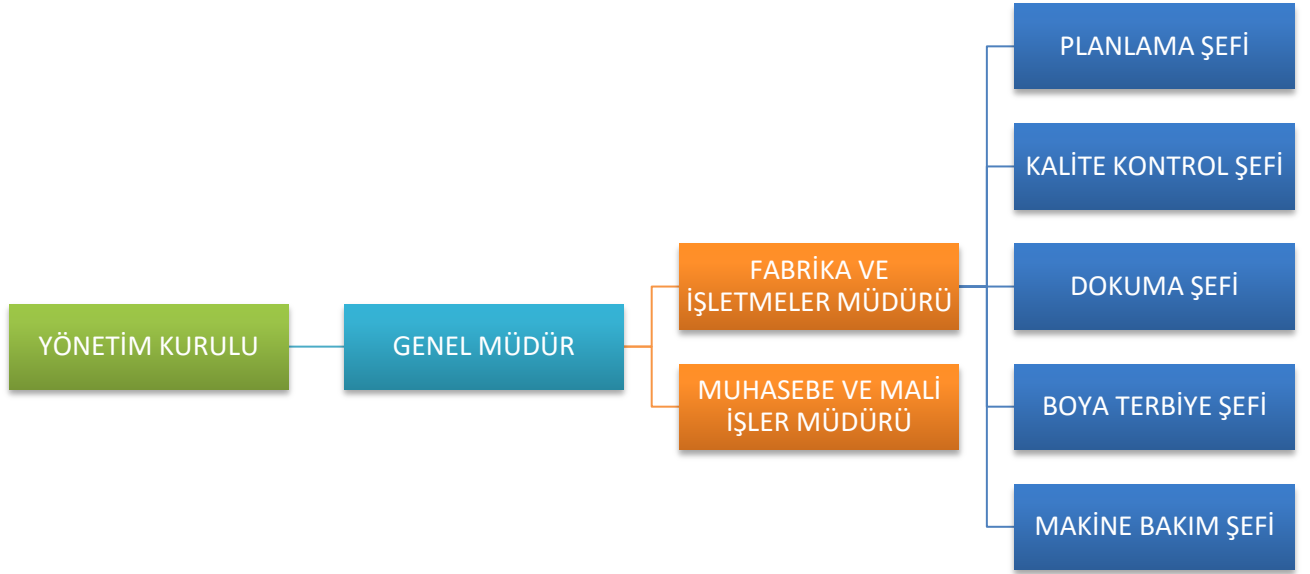 YÖNETİM KURULU
GENEL MÜDÜR
FABRİKA VE
İŞLETMELER MÜDÜRÜ
MUHASEBE VE MALİ
İŞLER MÜDÜRÜ
PLANLAMA ŞEFİ
KALİTE KONTROL ŞEFİ
DOKUMA ŞEFİ
BOYA TERBİYE ŞEFİ
MAKİNE BAKIM ŞEFİ